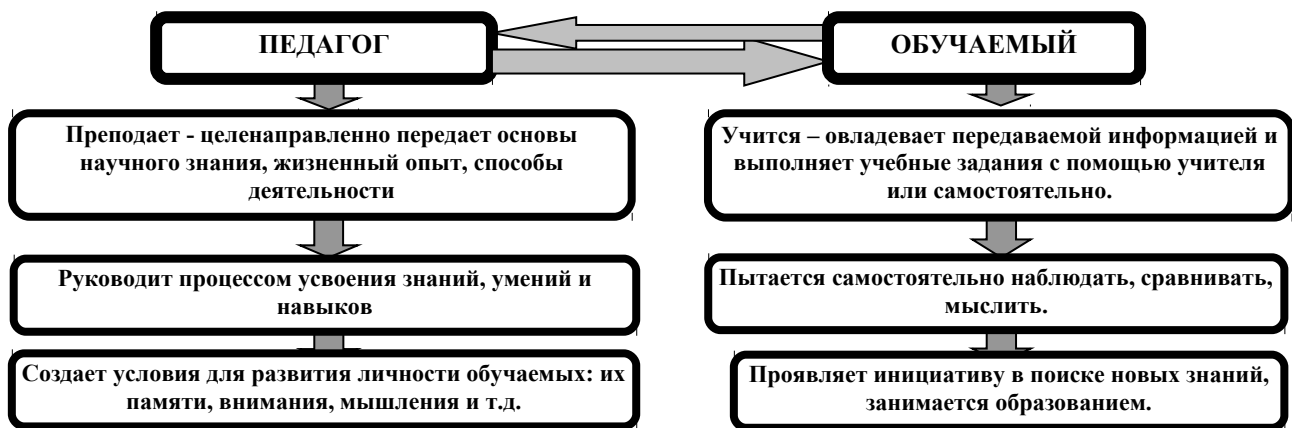 ПЕДАГОГ
ОБУЧАЕМЫЙ
Преподает - целенаправленно передает основы
научного знания, жизненный опыт, способы
деятельности
Учится – овладевает передаваемой информацией и
выполняет учебные задания с помощью учителя
или самостоятельно.
Руководит процессом усвоения знаний, умений и
навыков
Пытается самостоятельно наблюдать, сравнивать,
мыслить.
Создает условия для развития личности обучаемых: их
памяти, внимания, мышления и т.д.
Проявляет инициативу в поиске новых знаний,
занимается образованием.